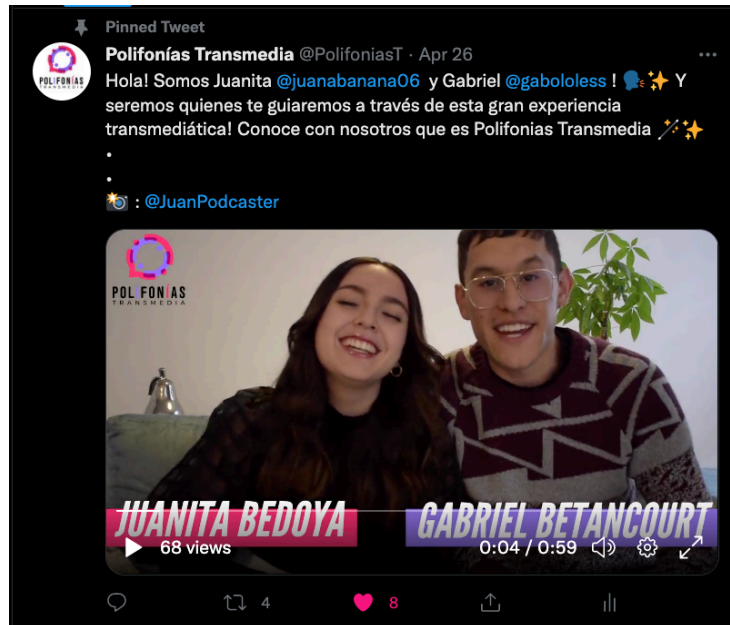 Pinned Tweet
Polifonías Transmedia @PolifoniasT · Apr 26
Hola! Somos Juanita @juanabanana06 y Gabriel @gabololess ! 🗣️✨ Y
seremos quienes te guiaremos a través de esta gran experiencia
transmediática! Conoce con nosotros que es Polifonias Transmedia 🪄✨
•
•
📸 : @JuanPodcaster
POLIFONÍAS
TRANSMEDIA
POLIFONÍAS
TRANSMEDIA
JUANITA BEDOYA
GABRIEL BETANCOURT
68 views
0:04 / 0:59
4
8